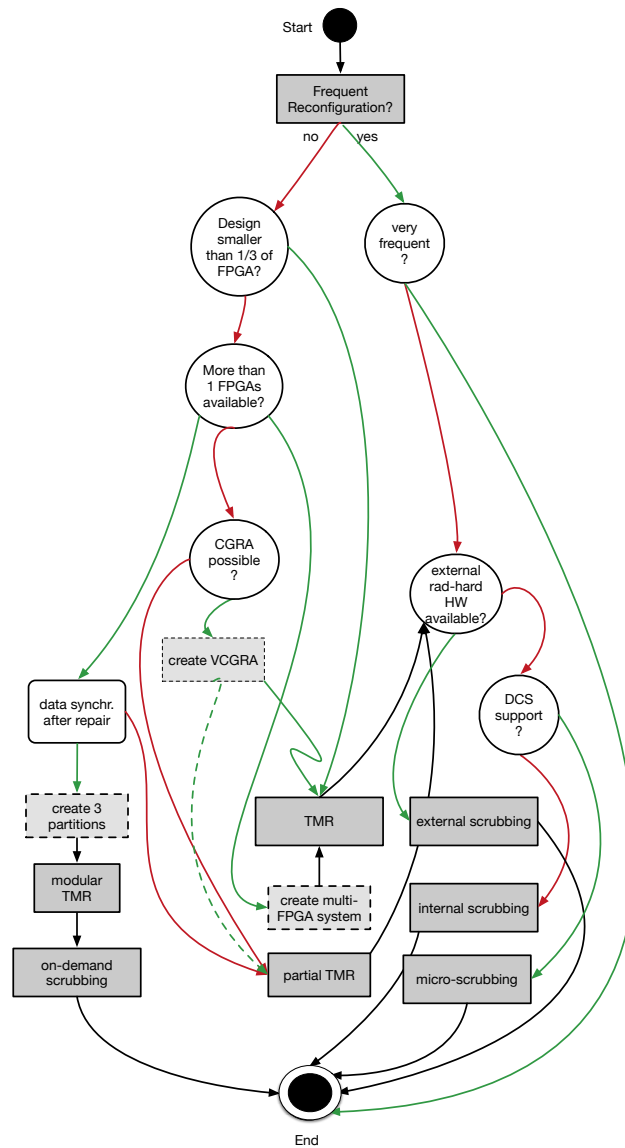 Start
Frequent
Reconfiguration?
no
yes
Design
smaller
than 1/3 of
FPGA?
very
frequent
?
More than
1 FPGAs
available?
CGRA
possible
?
external
rad-hard
HW
available?
create VCGRA
data synchr.
after repair
DCS
support
?
create 3
partitions
TMR
external scrubbing
modular
TMR
create multi-
FPGA system
internal scrubbing
on-demand
scrubbing
partial TMR
micro-scrubbing
End